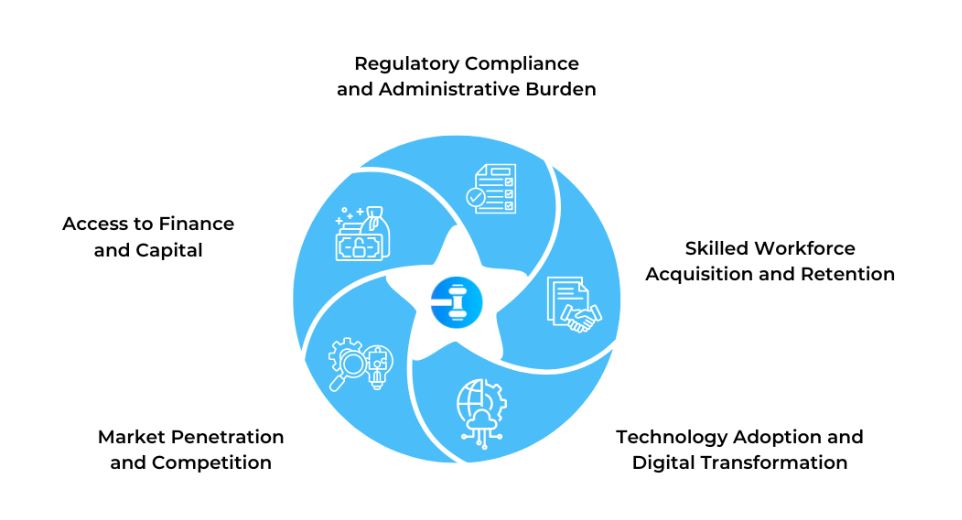 Regulatory Compliance
and Administrative Burden
Access to Finance
and Capital
Skilled Workforce
Acquisition and Retention
Market Penetration
and Competition
Technology Adoption and
Digital Transformation